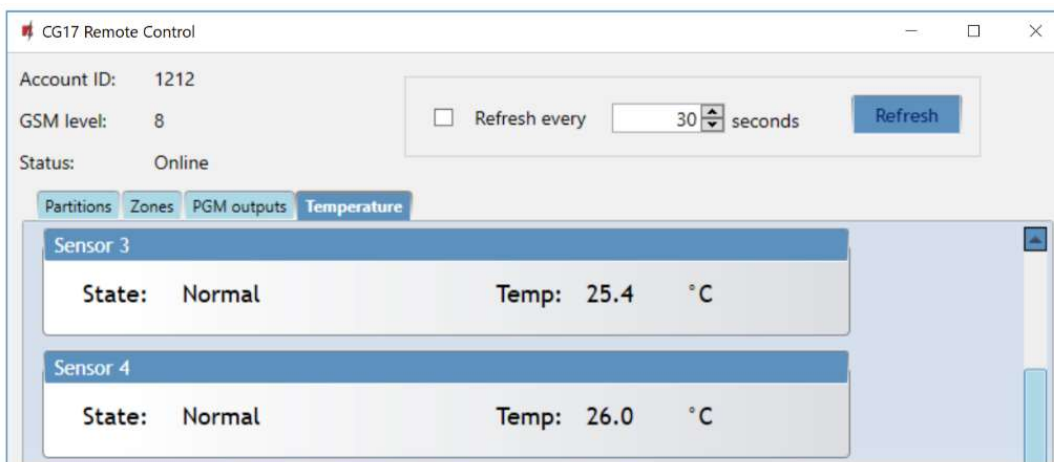 CG17 Remote Control
Account ID: 1212
GSM level: 8
Status: Online
Refresh every 30 seconds Refresh
Partitions Zones PGM outputs Temperature
Sensor 3
State: Normal Temp: 25.4 °C
Sensor 4
State: Normal Temp: 26.0 °C